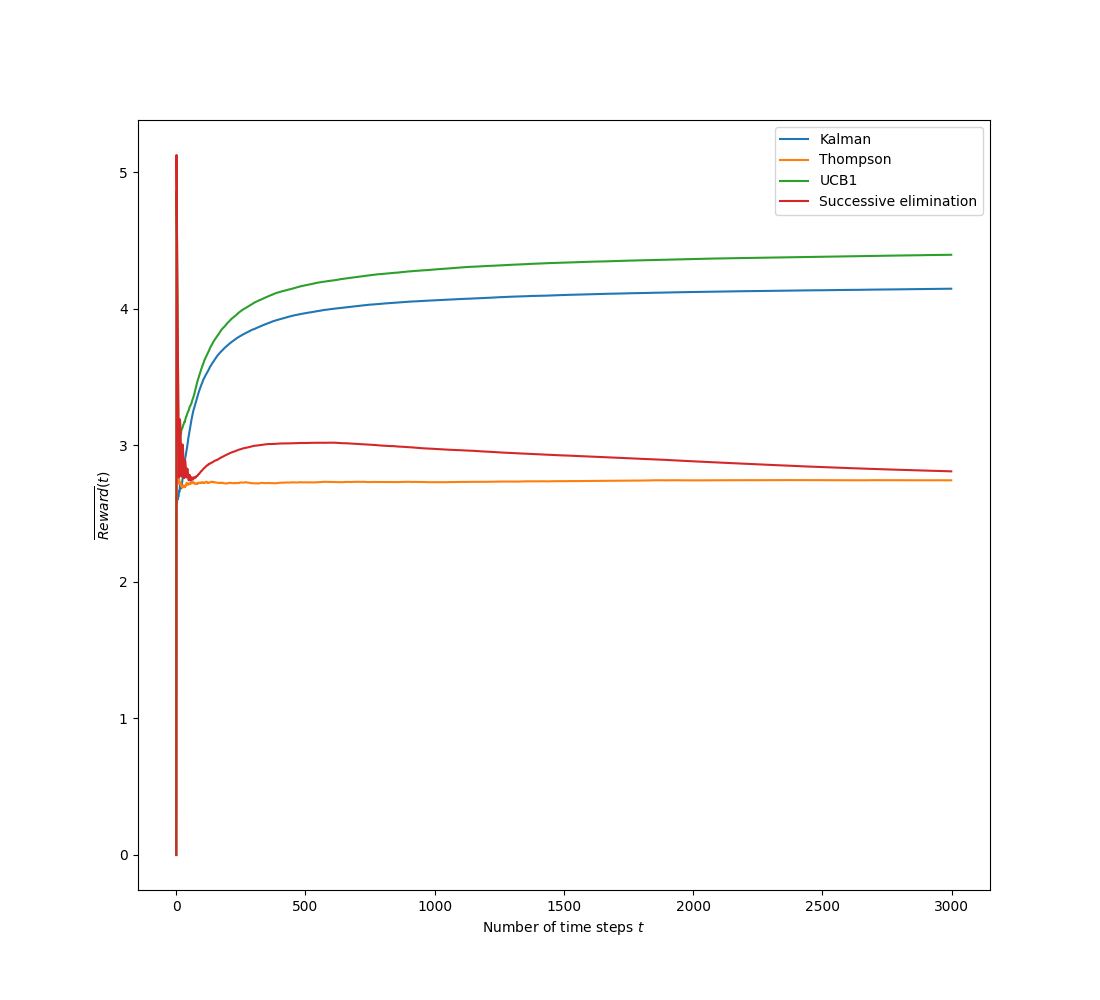 Kalman
Thompson
UCB1
Successive elimination
5
4
3
2
1
0
Reward(t)
0 500 1000 1500 2000 2500 3000
Number of time steps t